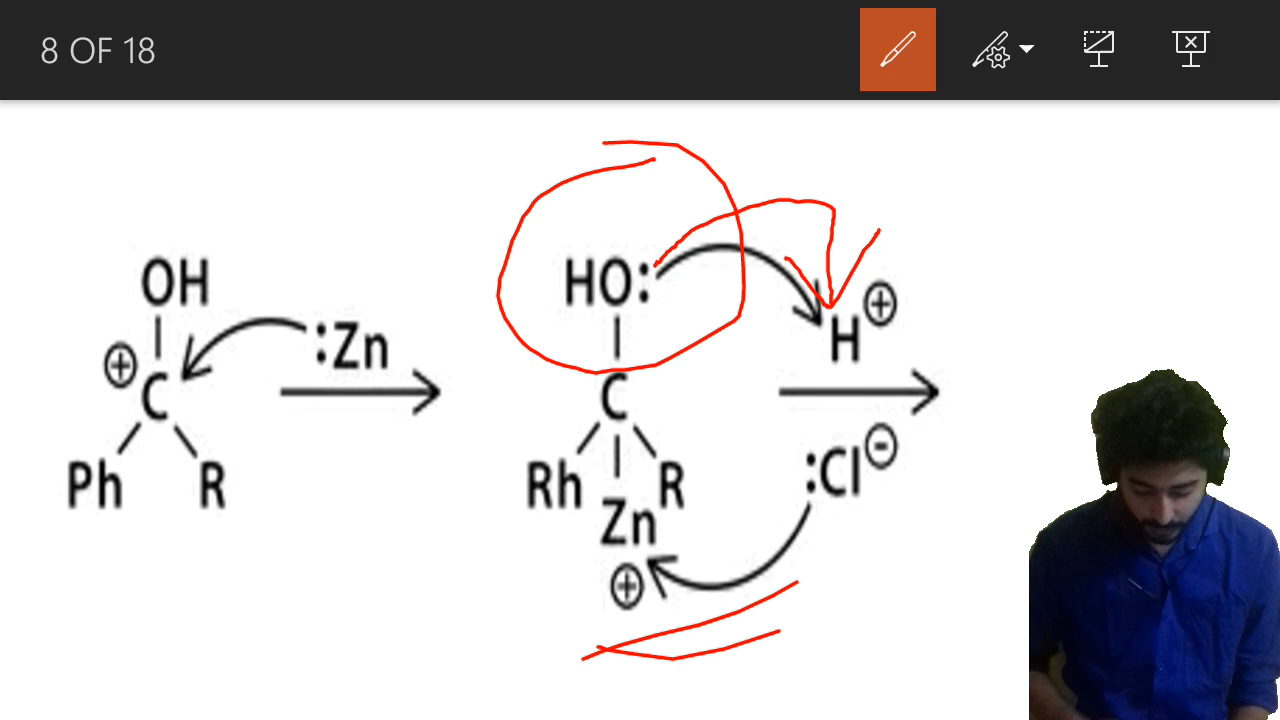 8 OF 18
OH
⊕
C
Ph R
:Zn
HO:
C
Rh R
Zn
⊕
H⊕
:Cl⊖